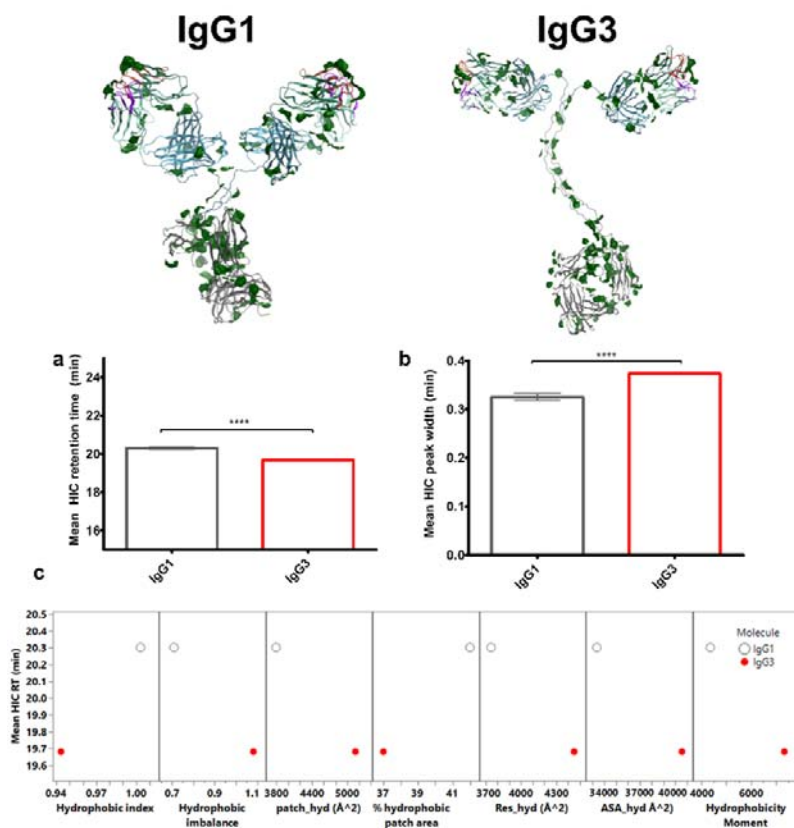 IgG1 IgG3
a
Mean HIC retention time (min)
24
22
20
18
16
****
IgG1 IgG3
b
Mean HIC peak width (min)
0.4
0.3
0.2
0.1
0.0
****
IgG1 IgG3
c
Mean HIC RT (min)
20.5
20.4
20.3
20.2
20.1
20.0
19.9
19.8
19.7
19.6
Molecule
IgG1
IgG3
0.94 0.97 1.00 0.7 0.9 1.1 3800 4400 5000 37 39 41 3700 4000 4300 34000 37000 40000 4000 6000
Hydrophobic index
Hydrophobic
imbalance
patch_hyd (Å^2)
% hydrophobic
patch area
Res_hyd (Å^2)
ASA_hyd Å^2)
Hydrophobicity
Moment